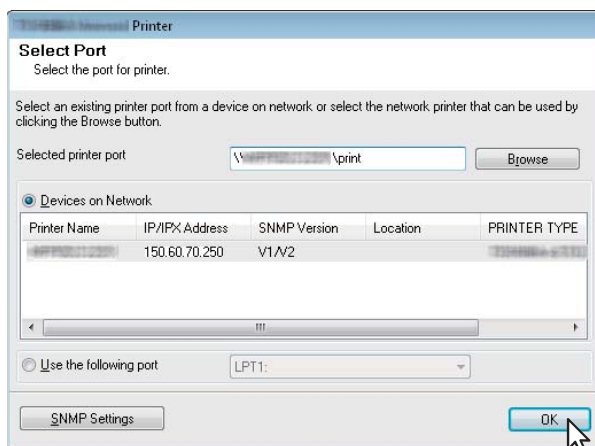 Printer
Select Port
Select the port for printer.
Select an existing printer port from a device on network or select the network printer that can be used by
clicking the Browse button.
Selected printer port \\ \print Browse
Devices on Network
Printer Name IP/IPX Address SNMP Version Location PRINTER TYPE
150.60.70.250 V1/V2
Use the following port LPT1:
SNMP Settings OK